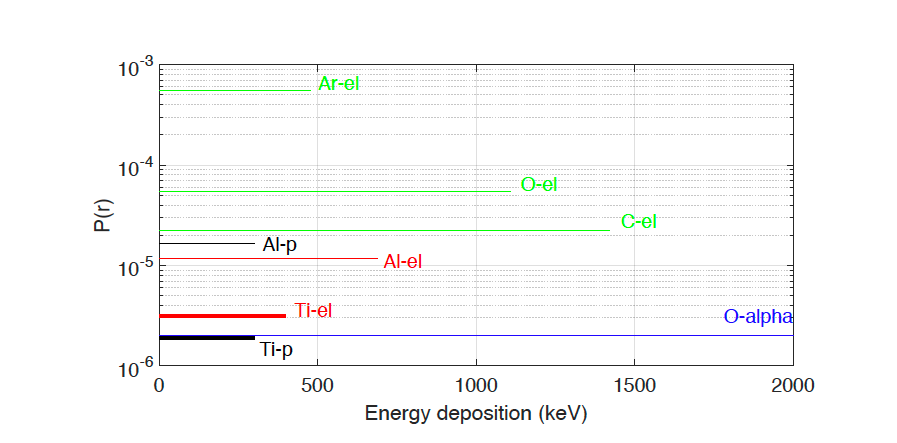 10^-3
Ar-el
10^-4
O-el
C-el
P(r)
Al-p
Al-el
10^-5
Ti-el
O-alpha
Ti-p
10^-6
0 500 1000 1500 2000
Energy deposition (keV)